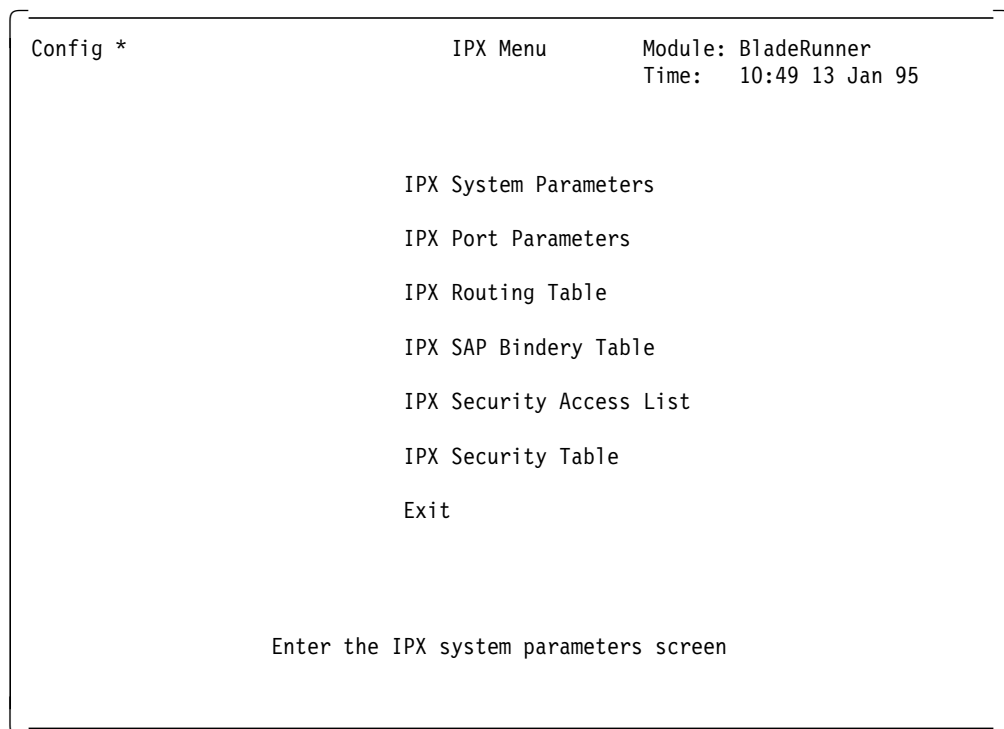 Config * IPX Menu Module: BladeRunner
Time: 10:49 13 Jan 95
IPX System Parameters
IPX Port Parameters
IPX Routing Table
IPX SAP Bindery Table
IPX Security Access List
IPX Security Table
Exit
Enter the IPX system parameters screen